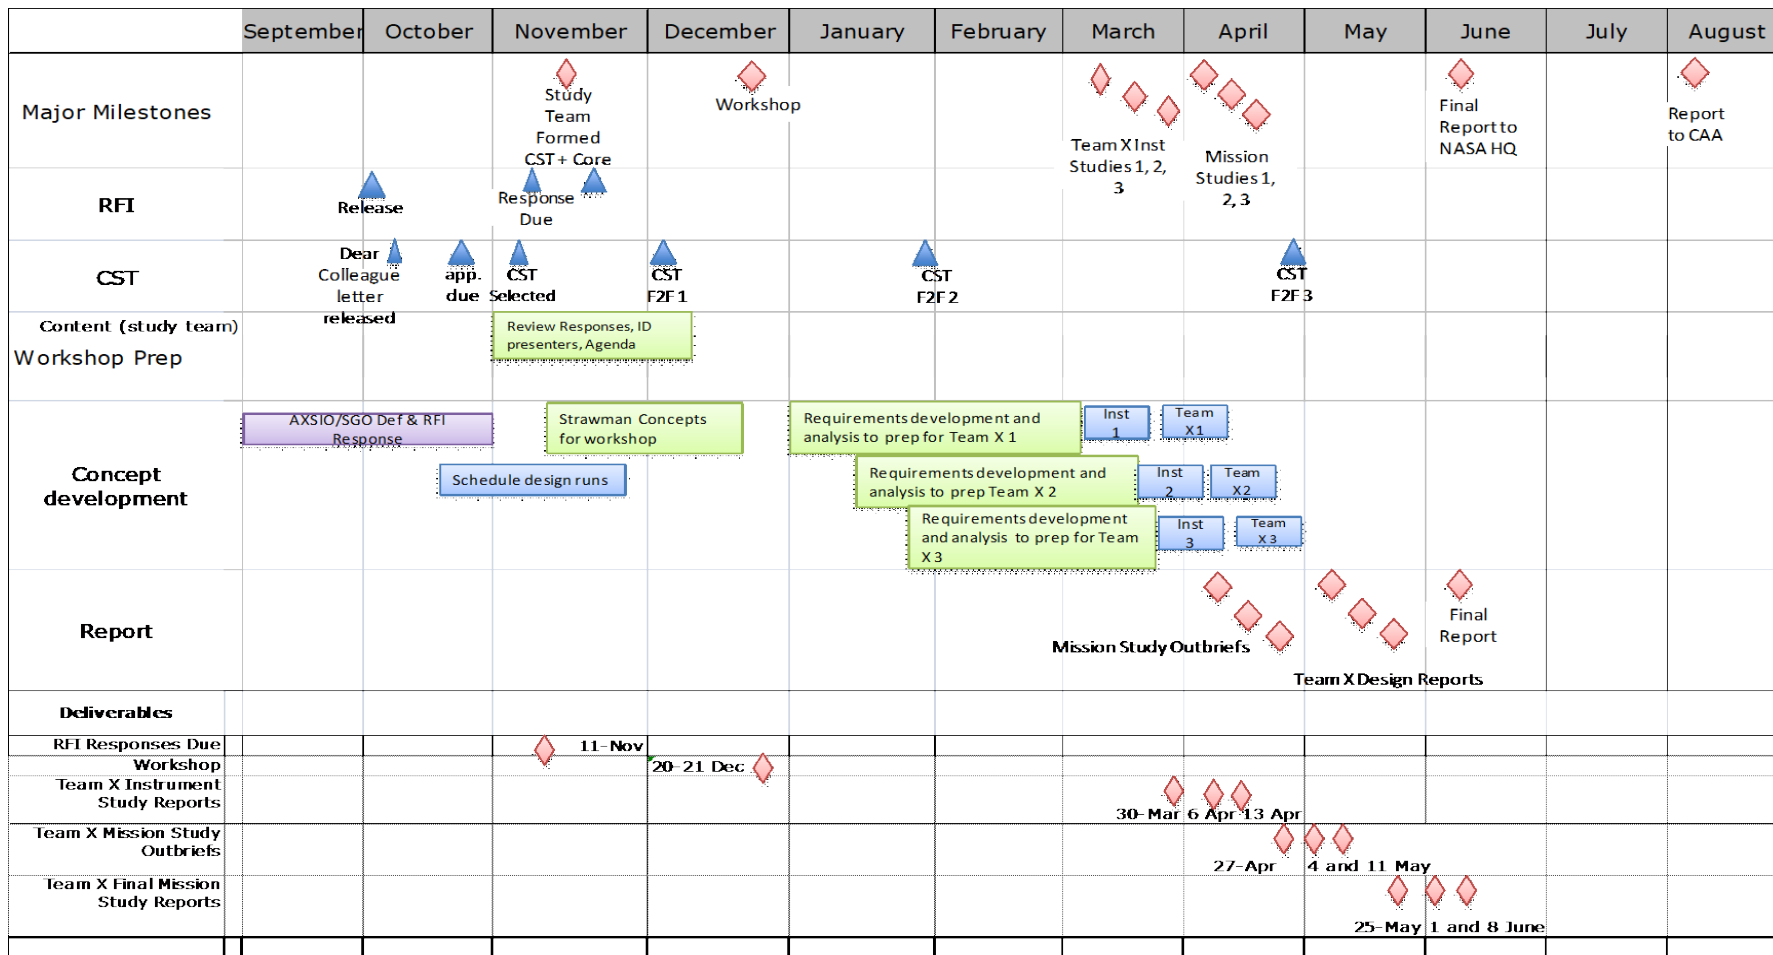 September October November December January February March April May June July August
Major Milestones
Study
Team
Formed
CST + Core
Workshop
Team X Inst
Studies 1, 2,
3
Mission
Studies 1,
2, 3
Final
Report to
NASA HQ
Report
to CAA
RFI
Release
Response
Due
CST
Dear
Colleague
letter
released
app.
due
CST
Selected
CST
F2F 1
CST
F2F 2
CST
F2F 3
Content (study team)
Workshop Prep
Review Responses, ID
presenters, Agenda
Concept
development
AXSIO/SGO Def & RFI
Response
Strawman Concepts
for workshop
Schedule design runs
Requirements development and
analysis to prep for Team X 1
Inst
1
Team
X 1
Requirements development and
analysis to prep Team X 2
Inst
2
Team
X 2
Requirements development
and analysis to prep for Team
X 3
Inst
3
Team
X 3
Report
Mission Study Outbriefs
Team X Design Reports
Final
Report
Deliverables
RFI Responses Due
11-Nov
Workshop
20-21 Dec
Team X Instrument
Study Reports
30-Mar 6 Apr 13 Apr
Team X Mission Study
Outbriefs
27-Apr 4 and 11 May
Team X Final Mission
Study Reports
25-May 1 and 8 June